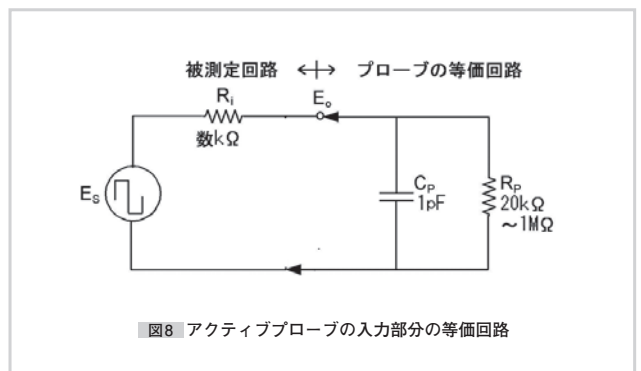 被測定回路 ↔ プローブの等価回路
Ri
数kΩ
Eo
ES
CP
1pF
RP
20kΩ
～1MΩ
図8 アクティブプローブの入力部分の等価回路